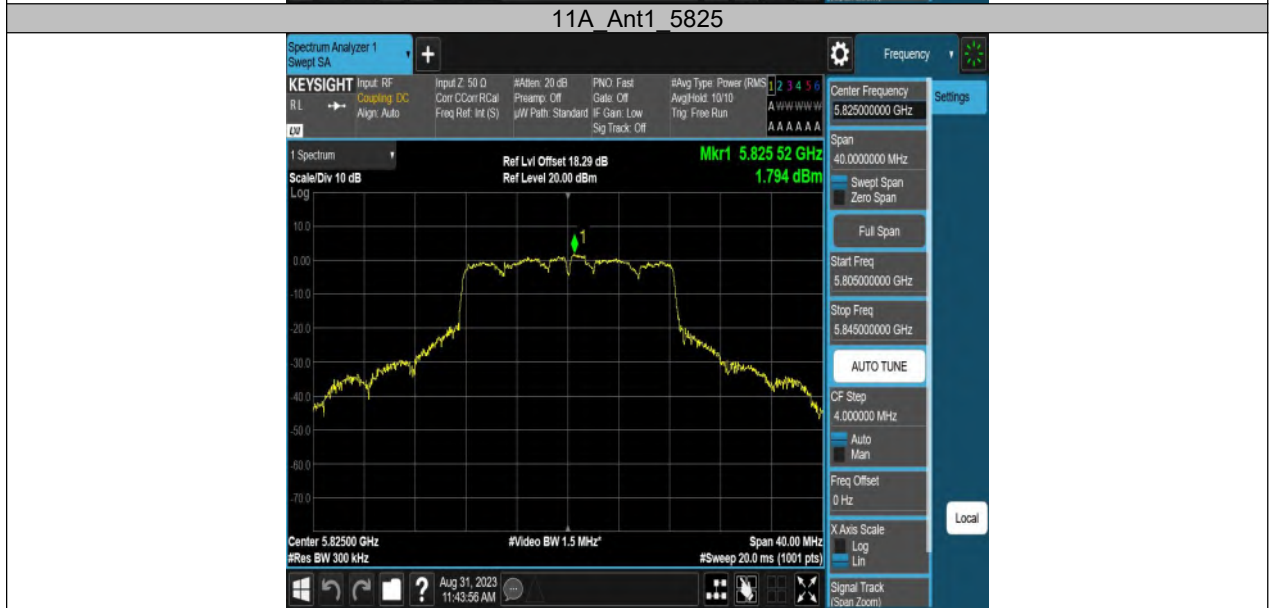 11A_Ant1_5825
Spectrum Analyzer 1
Swept SA
+
Frequency
KEYSIGHT
RL
LXI
Input: RF
Coupling: DC
Align: Auto
Input Z: 50 Ω
Corr CCorr RCal
Freq Ref: Int (S)
#Atten: 20 dB
Preamp: Off
µW Path: Standard
PNO: Fast
Gate: Off
IF Gain: Low
Sig Track: Off
#Avg Type: Power (RMS
Avg|Hold: 10/10
Trig: Free Run
1 2 3 4 5 6
A W W W W W
A A A A A A
1 Spectrum
Scale/Div 10 dB
Log
Ref Lvl Offset 18.29 dB
Ref Level 20.00 dBm
Mkr1 5.825 52 GHz
1.794 dBm
1
10.0
0.00
-10.0
-20.0
-30.0
-40.0
-50.0
-60.0
-70.0
Center 5.82500 GHz
#Res BW 300 kHz
#Video BW 1.5 MHz*
Span 40.00 MHz
#Sweep 20.0 ms (1001 pts)
Center Frequency
5.825000000 GHz
Settings
Span
40.0000000 MHz
Swept Span
Zero Span
Full Span
Start Freq
5.805000000 GHz
Stop Freq
5.845000000 GHz
AUTO TUNE
CF Step
4.000000 MHz
Auto
Man
Freq Offset
0 Hz
X Axis Scale
Log
Lin
Signal Track
(Span Zoom)
Local
?
Aug 31, 2023
11:43:56 AM